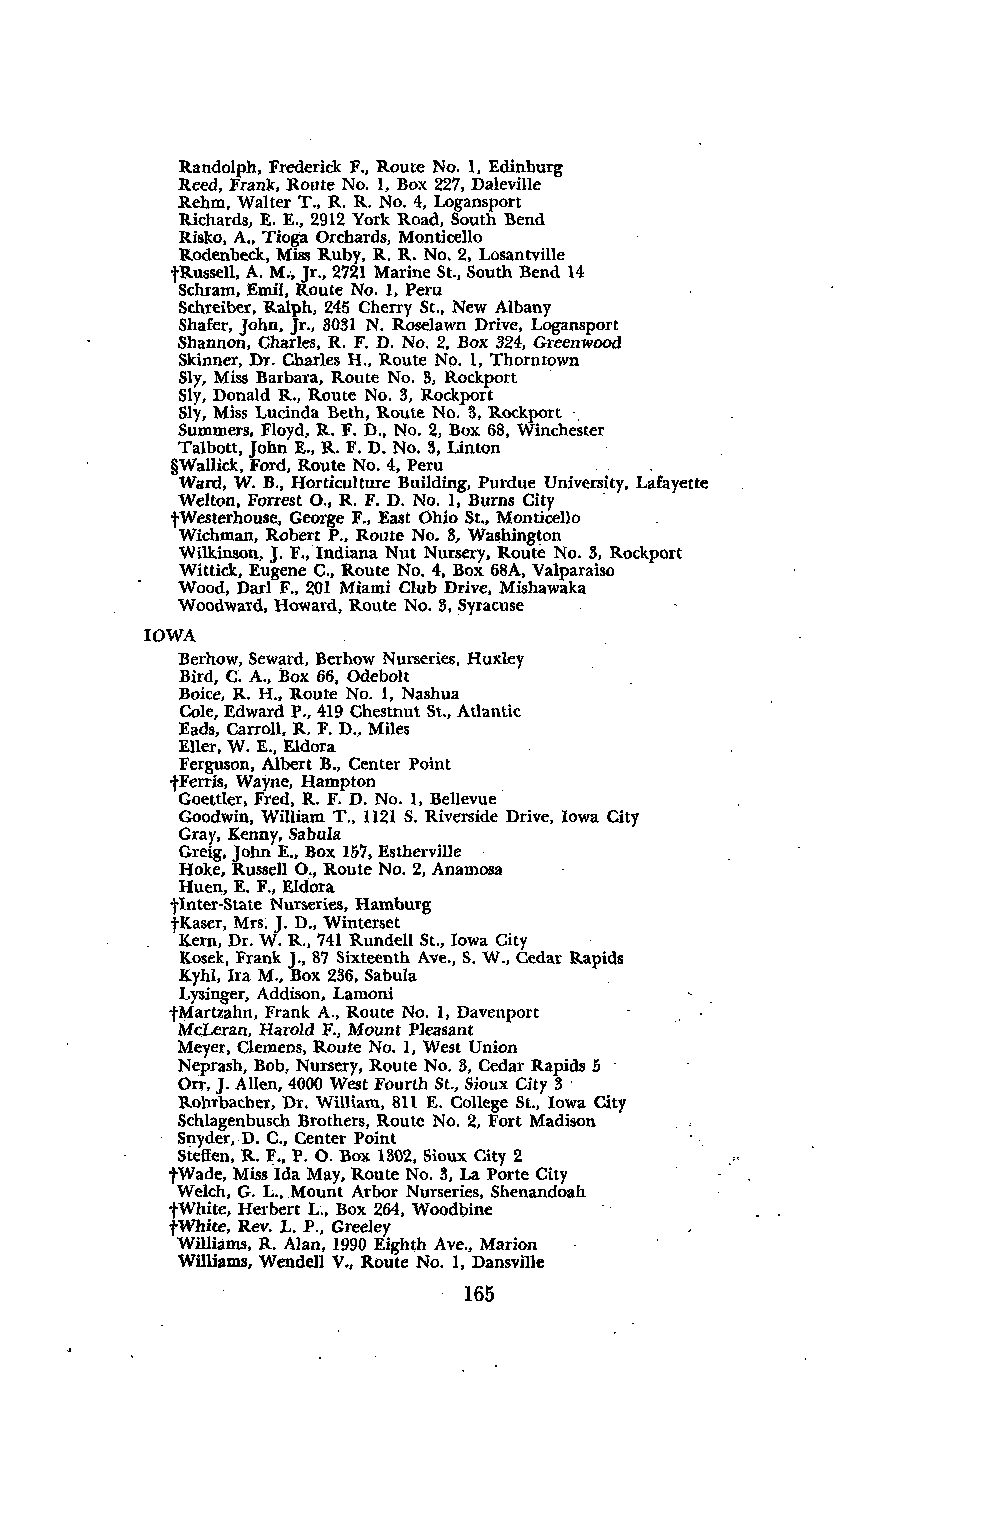 Randolph, Frederick F., Route No. 1, Edinburg
Reed, Frank, Route No. 1, Box 227, Daleville
Rehm, Walter T., R. R. No. 4, Logansport
Richards, E. E., 2912 York Road, South Bend
Risko, A., Tioga Orchards, Monticello
Rodenbeck, Miss Ruby, R. R. No. 2, Losantville
†Russell, A. M., Jr., 2721 Marine St., South Bend 14
Schram, Emil, Route No. 1, Peru
Schreiber, Ralph, 245 Cherry St., New Albany
Shafer, John, Jr., 3031 N. Roselawn Drive, Logansport
Shannon, Charles, R. F. D. No. 2, Box 324, Greenwood
Skinner, Dr. Charles H., Route No. 1, Thorntown
Sly, Miss Barbara, Route No. 3, Rockport
Sly, Donald R., Route No. 3, Rockport
Sly, Miss Lucinda Beth, Route No. 3, Rockport
Summers, Floyd, R. F. D., No. 2, Box 68, Winchester
Talbott, John E., R. F. D. No. 3, Linton
§Wallick, Ford, Route No. 4, Peru
Ward, W. B., Horticulture Building, Purdue University, Lafayette
Welton, Forrest O., R. F. D. No. 1, Burns City
†Westerhouse, George F., East Ohio St., Monticello
Wichman, Robert P., Route No. 3, Washington
Wilkinson, J. F., Indiana Nut Nursery, Route No. 3, Rockport
Wittick, Eugene C., Route No. 4, Box 68A, Valparaiso
Wood, Darl F., 201 Miami Club Drive, Mishawaka
Woodward, Howard, Route No. 3, Syracuse
IOWA
Berhow, Seward, Berhow Nurseries, Huxley
Bird, C. A., Box 66, Odebolt
Boice, R. H., Route No. 1, Nashua
Cole, Edward P., 419 Chestnut St., Atlantic
Eads, Carroll, R. F. D., Miles
Eller, W. E., Eldora
Ferguson, Albert B., Center Point
†Ferris, Wayne, Hampton
Goettler, Fred, R. F. D. No. 1, Bellevue
Goodwin, William T., 1121 S. Riverside Drive, Iowa City
Gray, Kenny, Sabula
Greig, John E., Box 157, Estherville
Hoke, Russell O., Route No. 2, Anamosa
Huen, E. F., Eldora
†Inter-State Nurseries, Hamburg
†Kaser, Mrs. J. D., Winterset
Kern, Dr. W. R., 741 Rundell St., Iowa City
Kosek, Frank J., 87 Sixteenth Ave., S. W., Cedar Rapids
Kyhl, Ira M., Box 236, Sabula
Lysinger, Addison, Lamoni
†Martzahn, Frank A., Route No. 1, Davenport
McLeran, Harold F., Mount Pleasant
Meyer, Clemens, Route No. 1, West Union
Neprash, Bob, Nursery, Route No. 3, Cedar Rapids 5
Orr, J. Allen, 4000 West Fourth St., Sioux City 3
Rohrbacher, Dr. William, 811 E. College St., Iowa City
Schlagenbusch Brothers, Route No. 2, Fort Madison
Snyder, D. C., Center Point
Steffen, R. F., P. O. Box 1302, Sioux City 2
†Wade, Miss Ida May, Route No. 3, La Porte City
Welch, G. L., Mount Arbor Nurseries, Shenandoah
†White, Herbert L., Box 264, Woodbine
†White, Rev. L. P., Greeley
Williams, R. Alan, 1990 Eighth Ave., Marion
Williams, Wendell V., Route No. 1, Dansville
165